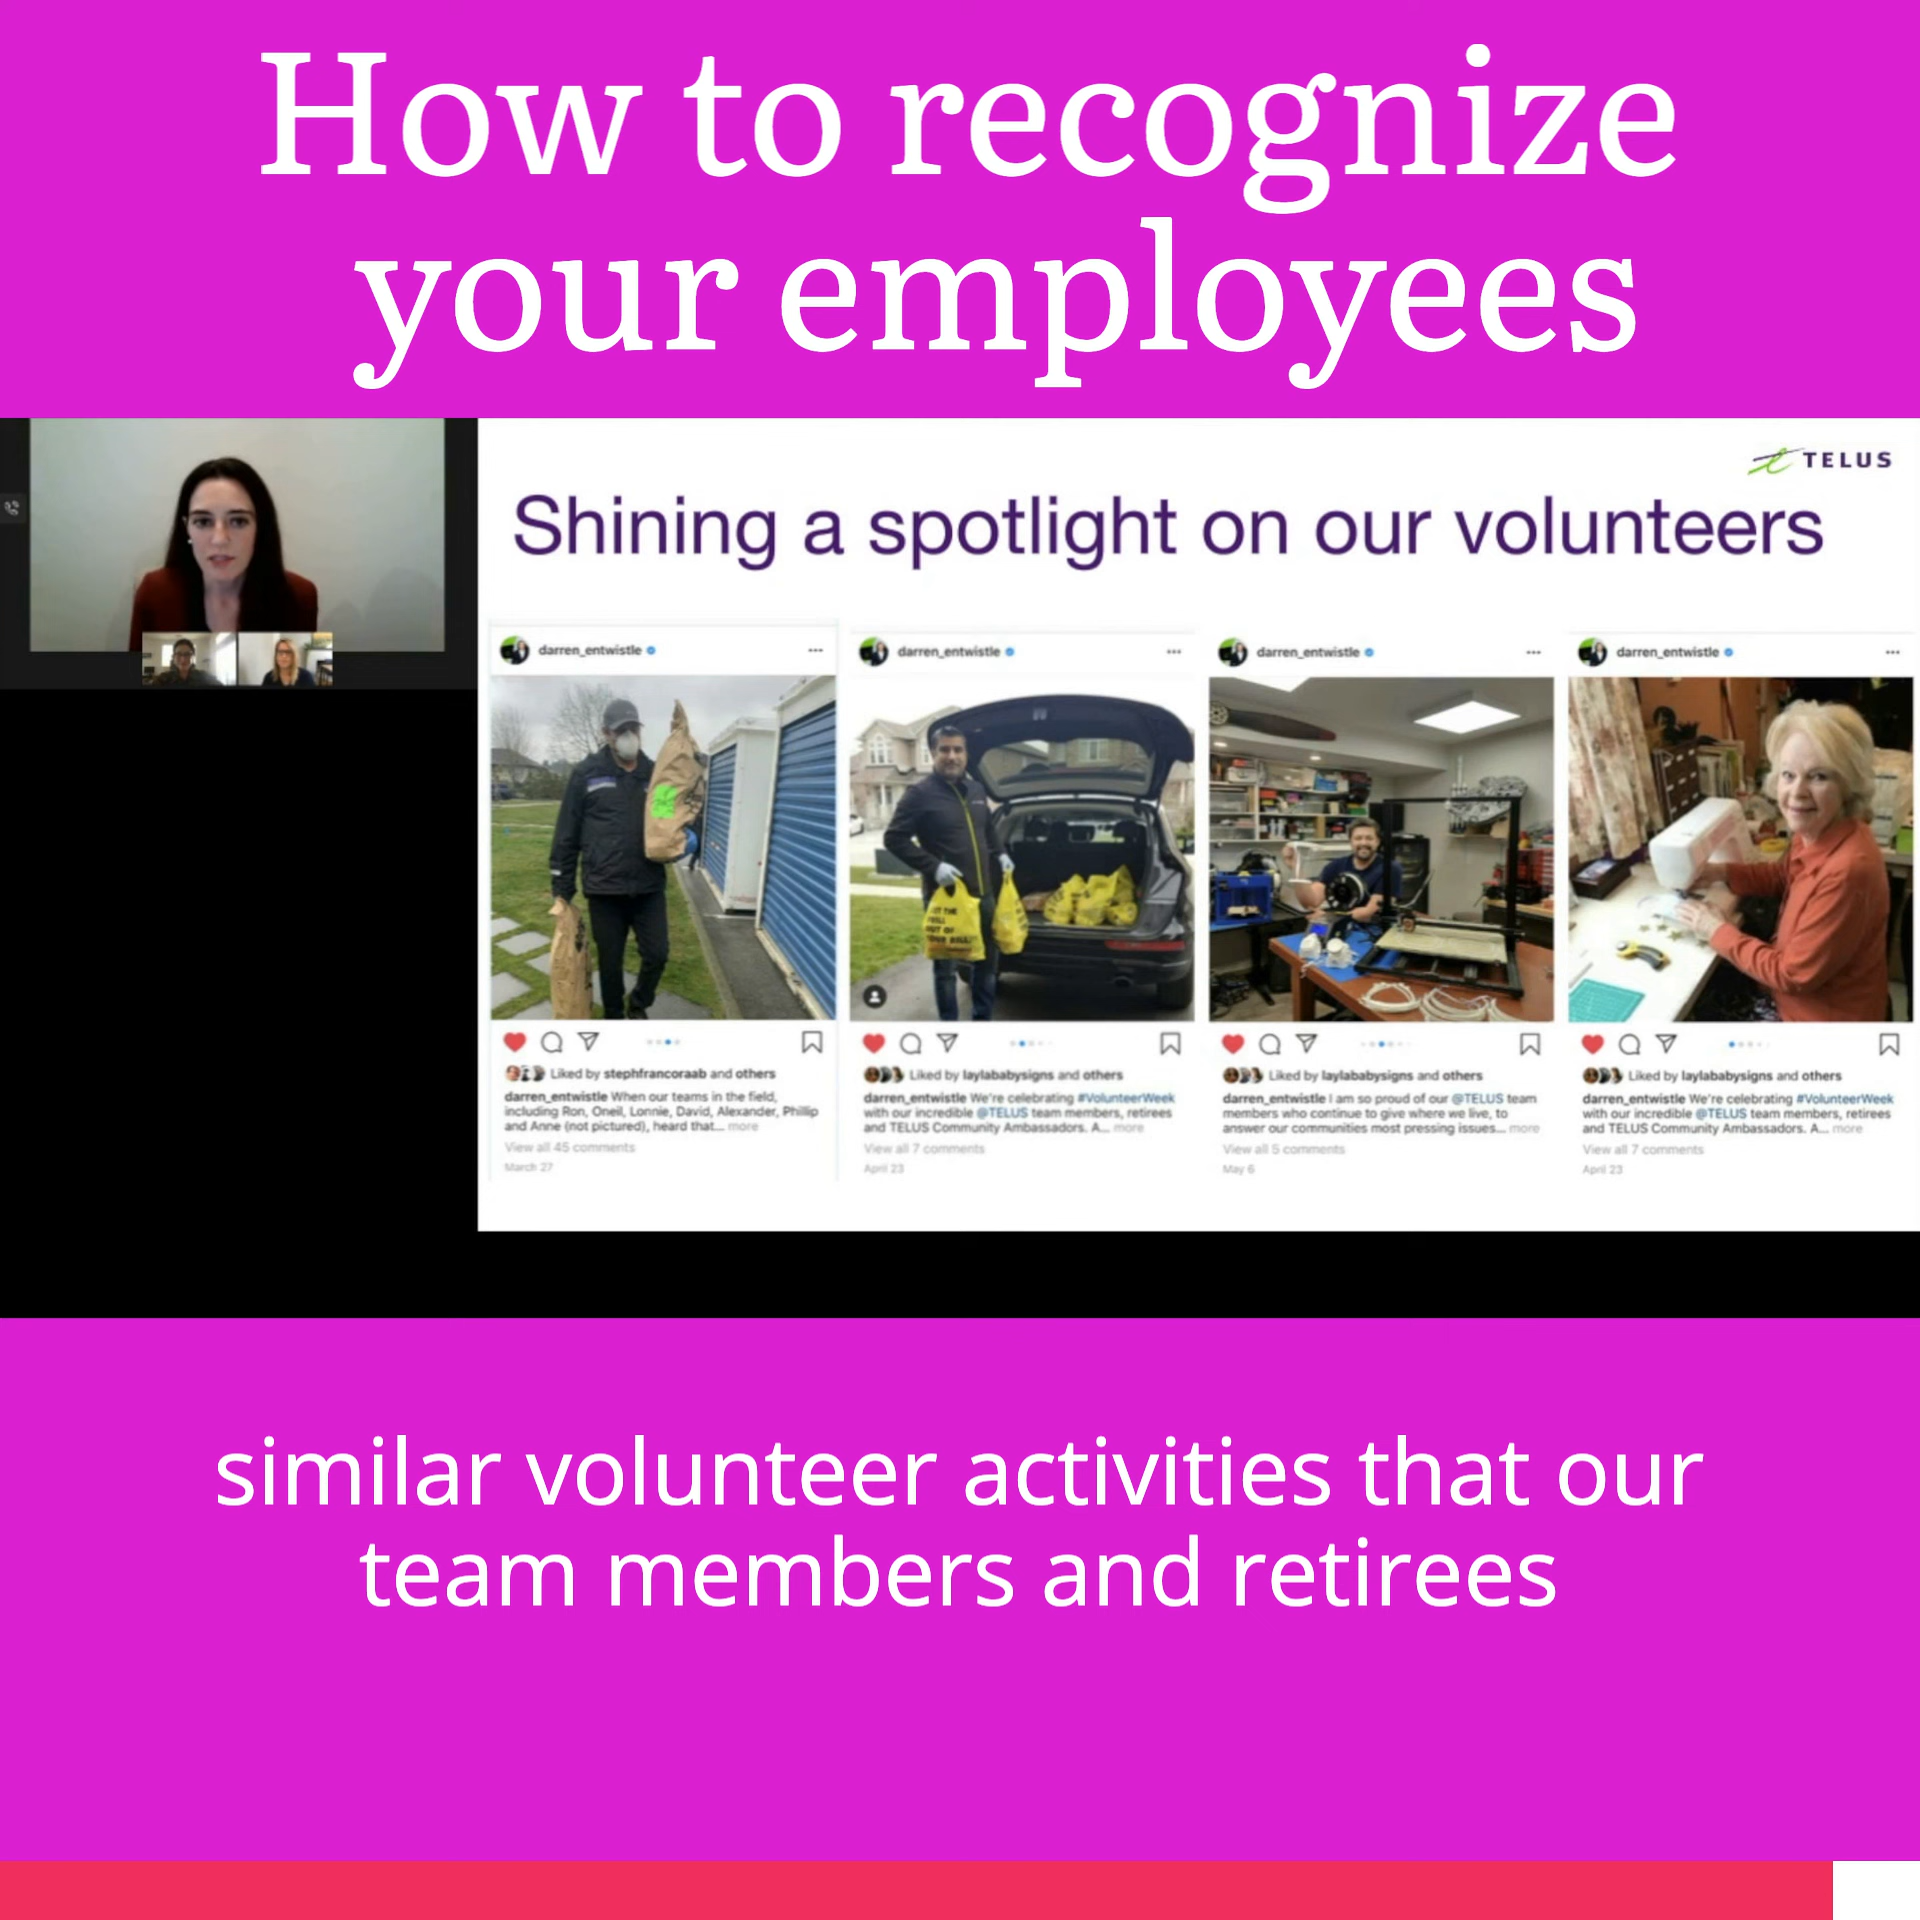 How to recognize
your employees
TELUS
Shining a spotlight on our volunteers
darren_entwistle
Liked by stephfrancoraab and others
darren_entwistle When our teams in the field,
including Ron, Oneil, Lonnie, David, Alexander, Phillip
and Anne (not pictured), heard that... more
View all 45 comments
March 27
darren_entwistle
OUT OF
YOUR BILL
Liked by laylababysigns and others
darren_entwistle We're celebrating #VolunteerWeek
with our incredible @TELUS team members, retirees
and TELUS Community Ambassadors. A... more
View all 7 comments
April 23
darren_entwistle
Liked by laylababysigns and others
darren_entwistle I am so proud of our @TELUS team
members who continue to give where we live, to
answer our communities most pressing issues... more
View all 5 comments
May 6
darren_entwistle
Liked by laylababysigns and others
darren_entwistle We're celebrating #VolunteerWeek
with our incredible @TELUS team members, retirees
and TELUS Community Ambassadors. A... more
View all 7 comments
April 23
similar volunteer activities that our
team members and retirees